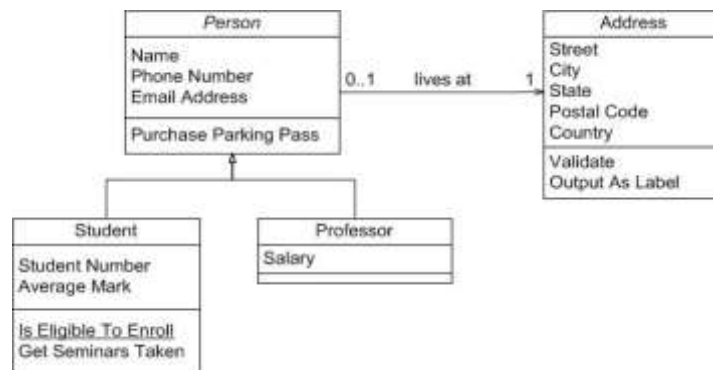 Person
Name
Phone Number
Email Address
Purchase Parking Pass
0..1 lives at 1
Address
Street
City
State
Postal Code
Country
Validate
Output As Label
Student
Student Number
Average Mark
Is Eligible To Enroll
Get Seminars Taken
Professor
Salary